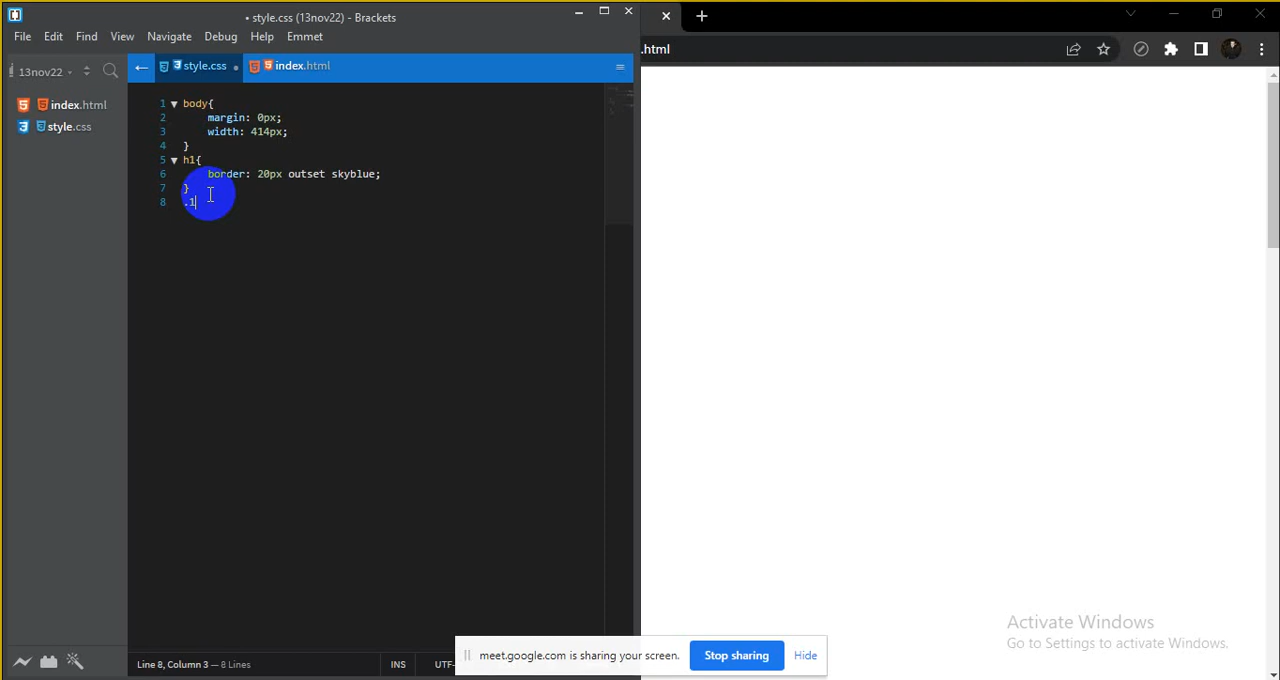 • style.css (13nov22) - Brackets
File Edit Find View Navigate Debug Help Emmet
13nov22
index.html
style.css
style.css • index.html
1 body{
2 margin: 0px;
3 width: 414px;
4 }
5 h1{
6 border: 20px outset skyblue;
7 }
8 .1
Line 8, Column 3 — 8 Lines
INS
UTF-
.html
meet.google.com is sharing your screen.
Stop sharing
Hide
Activate Windows
Go to Settings to activate Windows.